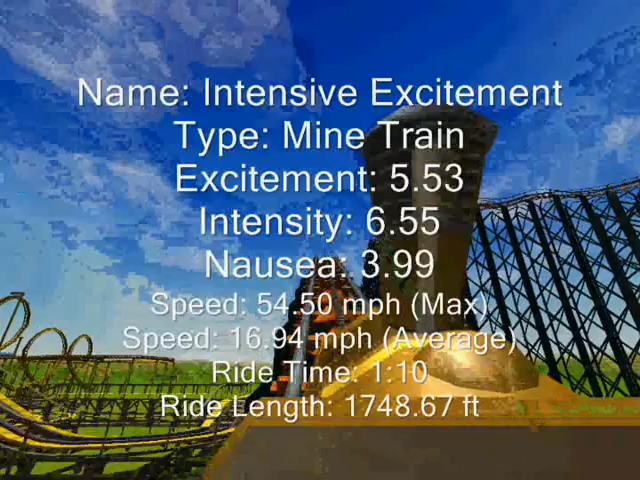 Name: Intensive Excitement
Type: Mine Train
Excitement: 5.53
Intensity: 6.55
Nausea: 3.99
Speed: 54.50 mph (Max)
Speed: 16.94 mph (Average)
Ride Time: 1:10
Ride Length: 1748.67 ft